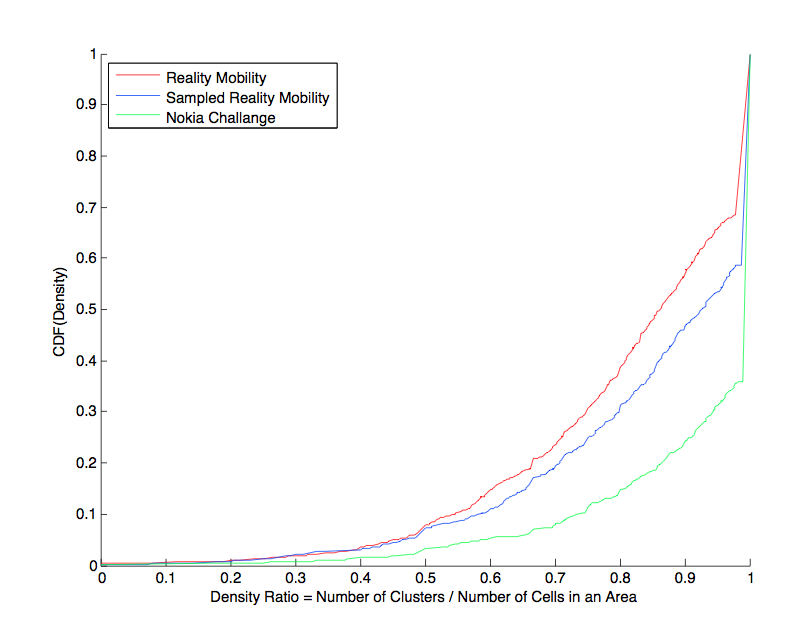 1
0.9
0.8
0.7
0.6
0.5
0.4
0.3
0.2
0.1
0
CDF(Density)
Reality Mobility
Sampled Reality Mobility
Nokia Challange
0 0.1 0.2 0.3 0.4 0.5 0.6 0.7 0.8 0.9 1
Density Ratio = Number of Clusters / Number of Cells in an Area